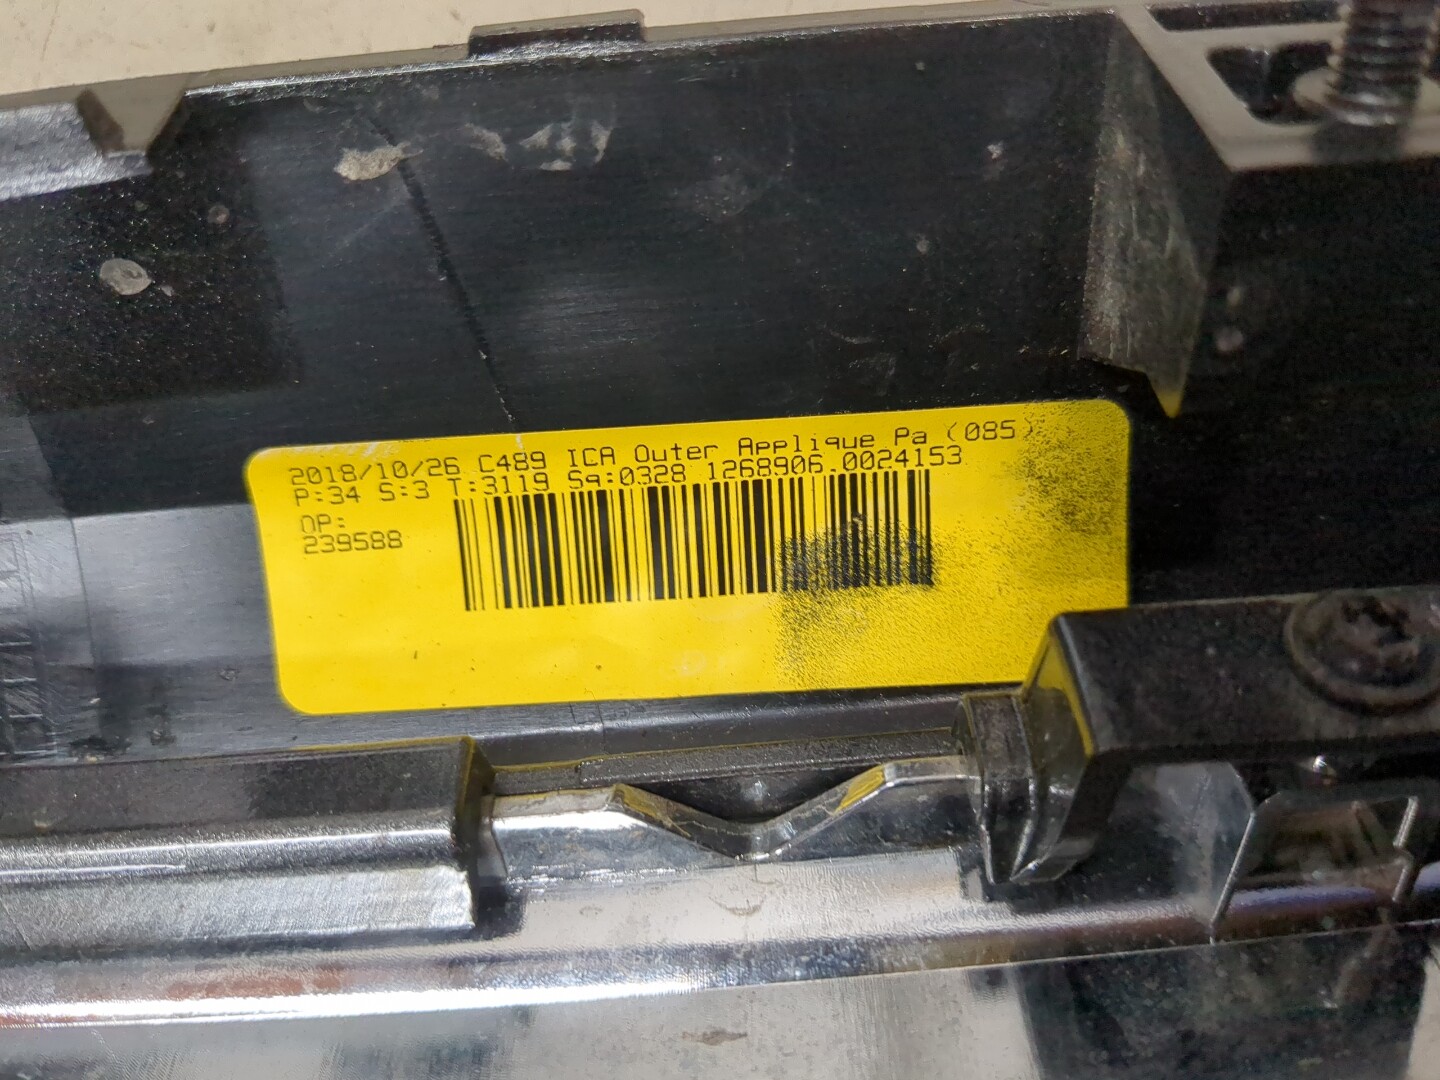 2018/10/26 C489 ICA Outer Applique Pa (085)
P:34 S:3 T:3119 Sq:0328 1268906.0024153
OP:
239588